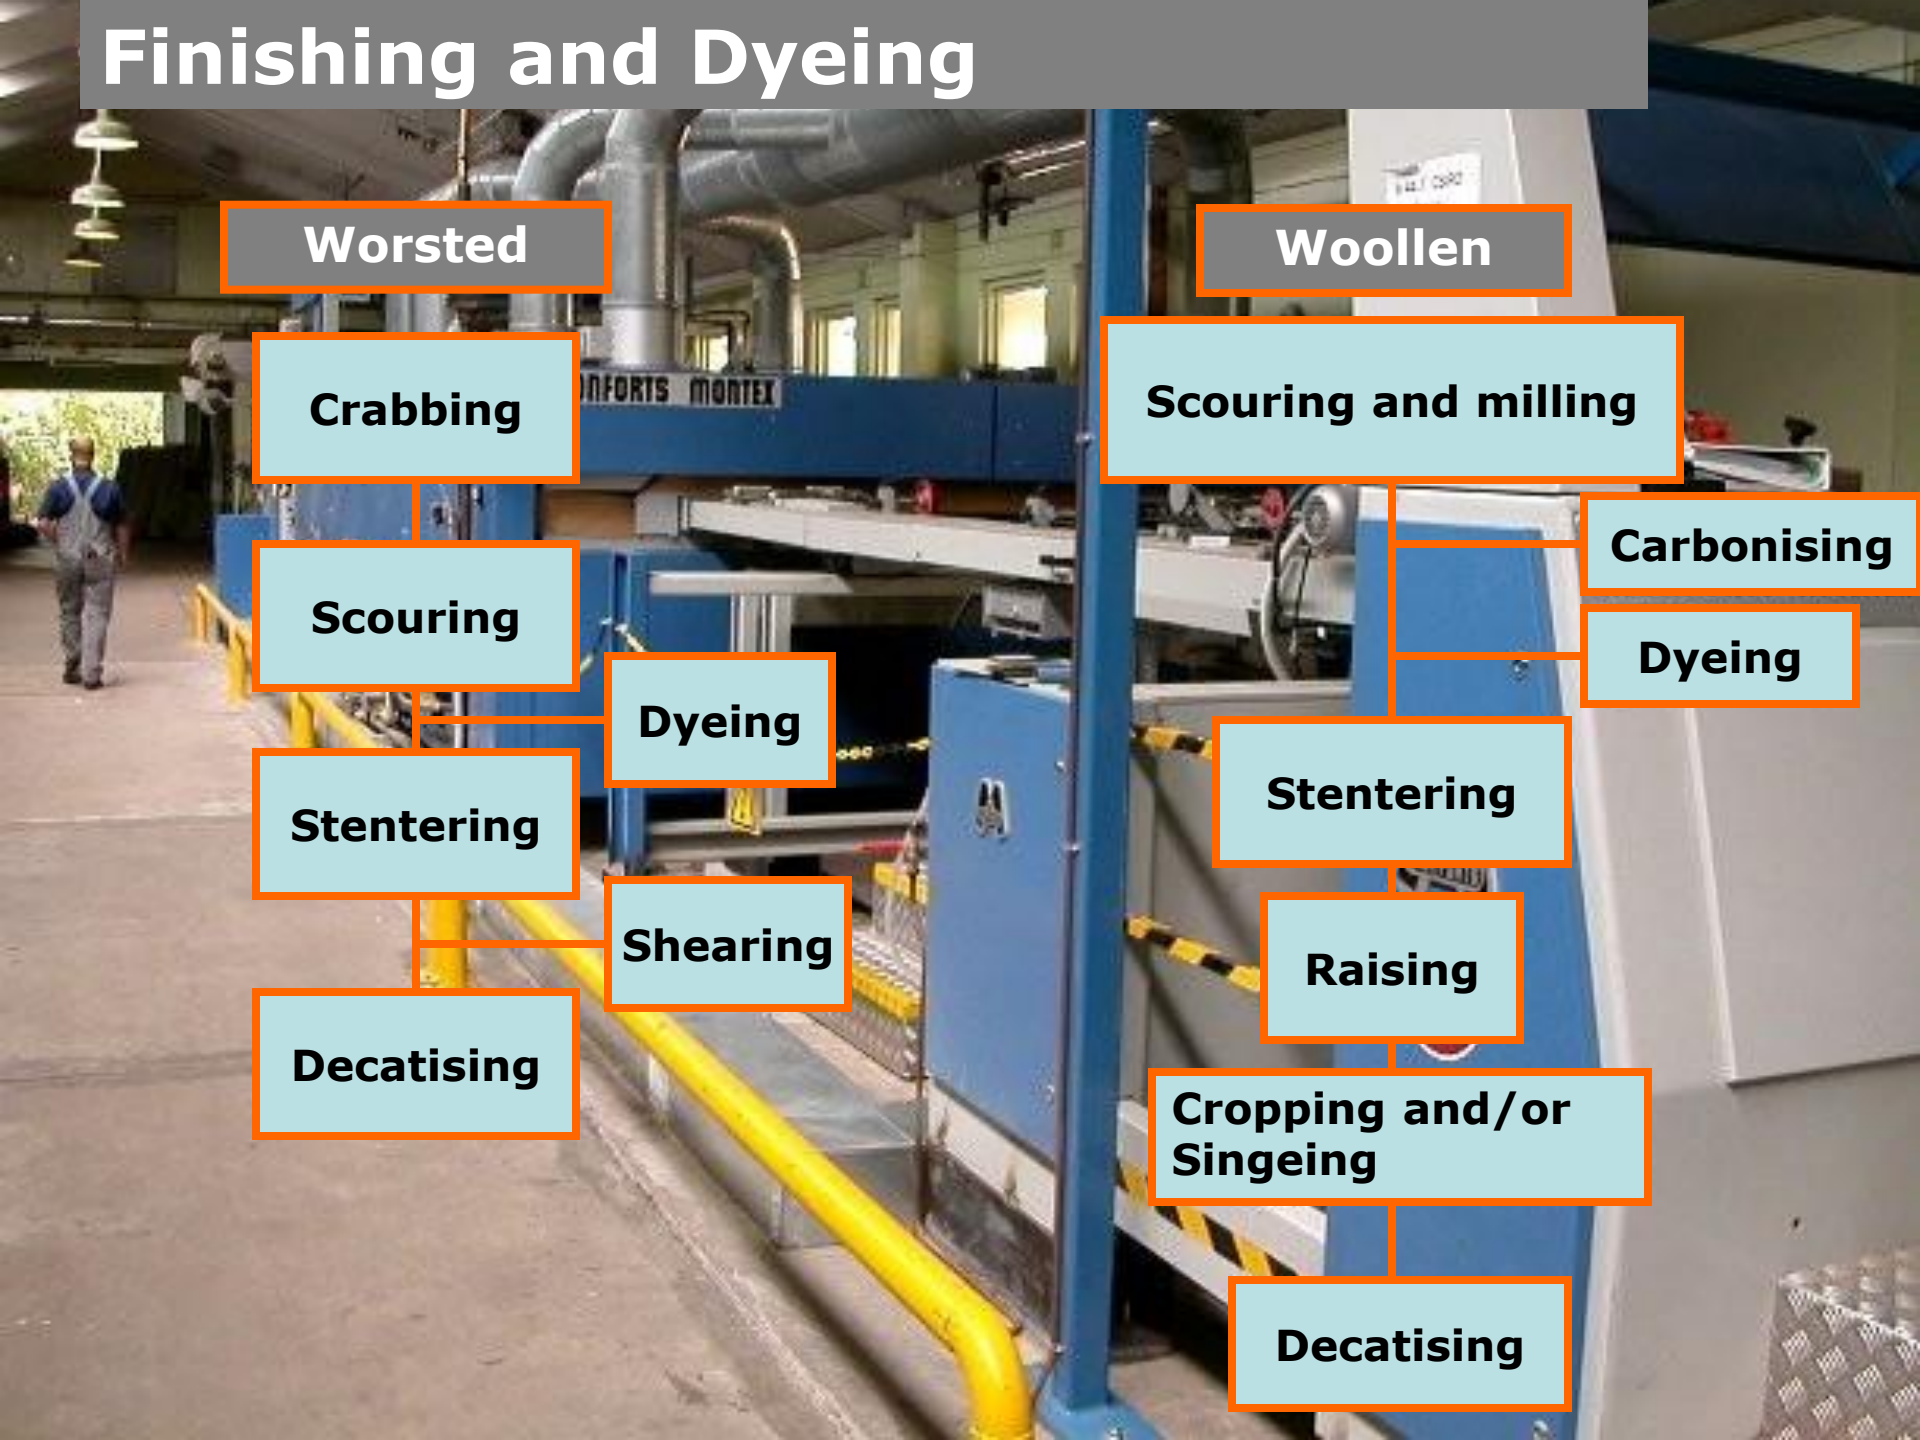 Finishing and Dyeing
Worsted
Crabbing
Scouring
Dyeing
Stentering
Shearing
Decatising
Woollen
Scouring and milling
Carbonising
Dyeing
Stentering
Raising
Cropping and/or
Singeing
Decatising
MONTEX